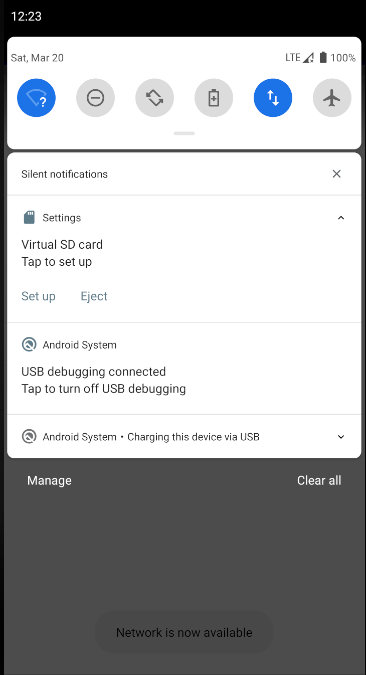 12:23
Sat, Mar 20
LTE 100%
?
Silent notifications
Settings
Virtual SD card
Tap to set up
Set up Eject
Android System
USB debugging connected
Tap to turn off USB debugging
Android System • Charging this device via USB
Manage Clear all
Network is now available